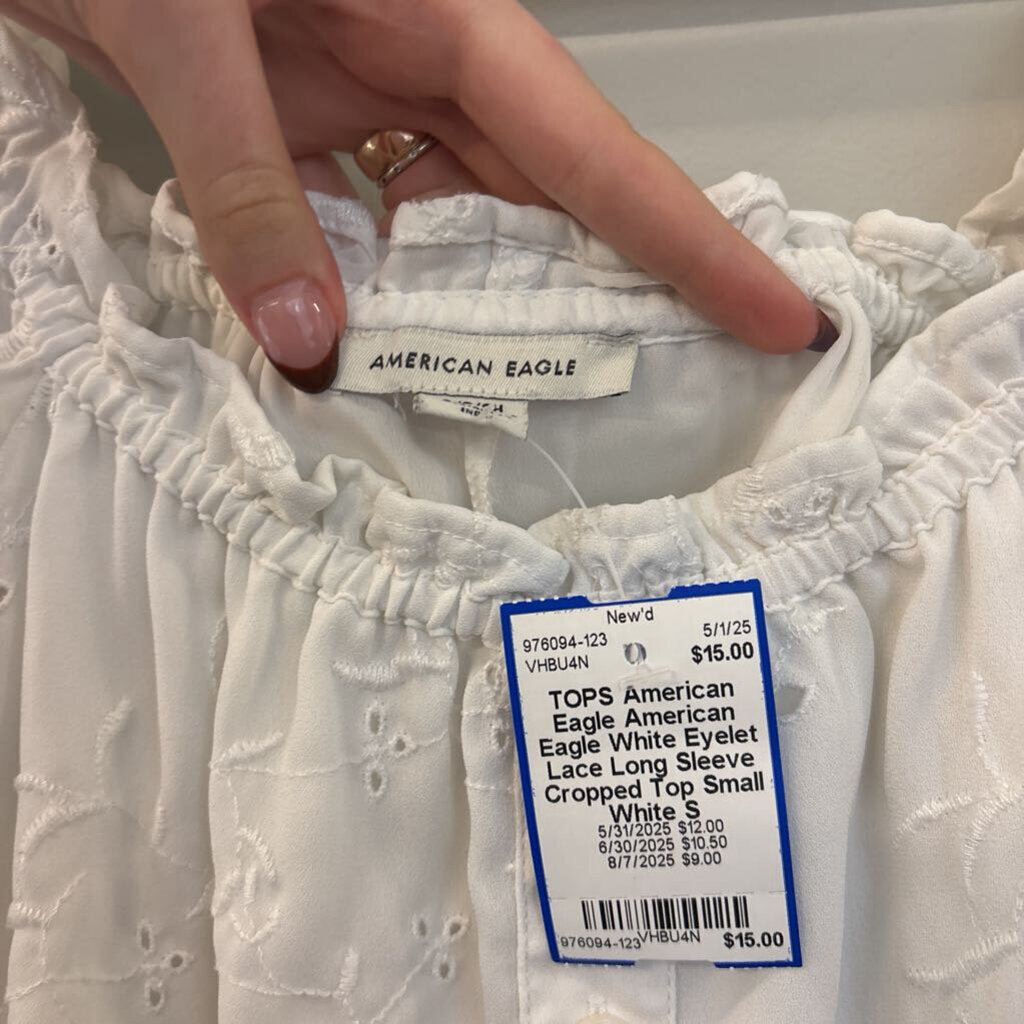 AMERICAN EAGLE
New'd
976094-123 5/1/25
VHBU4N $15.00
TOPS American
Eagle American
Eagle White Eyelet
Lace Long Sleeve
Cropped Top Small
White S
5/31/2025 $12.00
6/30/2025 $10.50
8/7/2025 $9.00
976094-123 VHBU4N $15.00